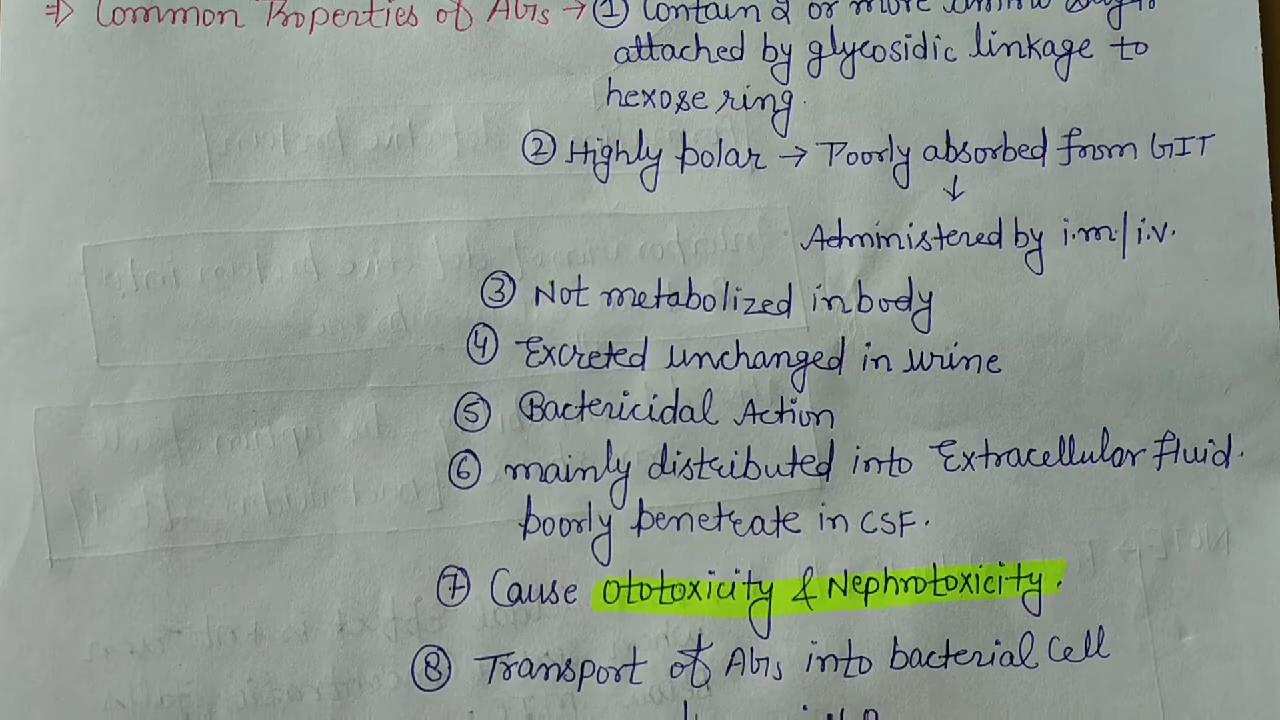 ⇒ Common Properties of AGs → ① Contain 2 or more amino sugars
attached by glycosidic linkage to
hexose ring.
② Highly polar → Poorly absorbed from GIT
↓
Administered by i.m./i.v.
③ Not metabolized in body
④ Excreted unchanged in urine
⑤ Bactericidal Action
⑥ mainly distributed into Extracellular fluid.
poorly penetrate in CSF.
⑦ Cause Ototoxicity & Nephrotoxicity.
⑧ Transport of AGs into bacterial cell